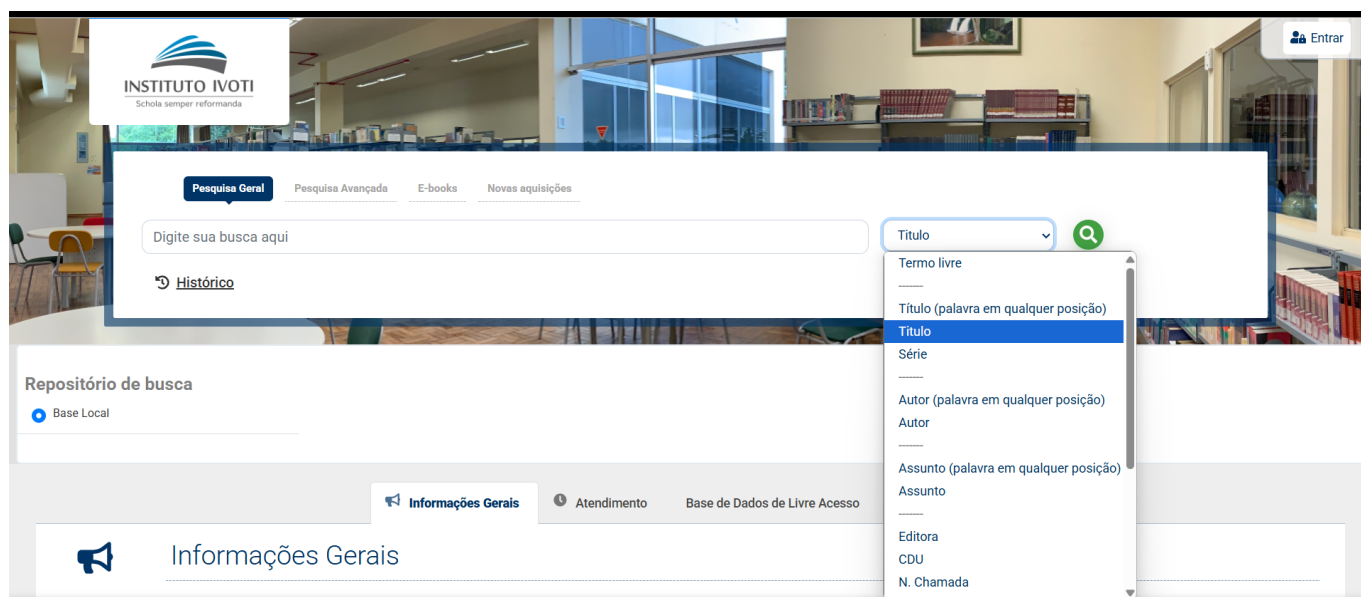 Entrar
INSTITUTO IVOTI
Schola semper reformanda
Pesquisa Geral
Pesquisa Avançada
E-books
Novas aquisições
Digite sua busca aqui
Titulo
Histórico
Termo livre
-------
Título (palavra em qualquer posição)
Titulo
Série
-------
Autor (palavra em qualquer posição)
Autor
-------
Assunto (palavra em qualquer posição)
Assunto
-------
Editora
CDU
N. Chamada
Repositório de busca
Base Local
Informações Gerais
Atendimento
Base de Dados de Livre Acesso
Informações Gerais